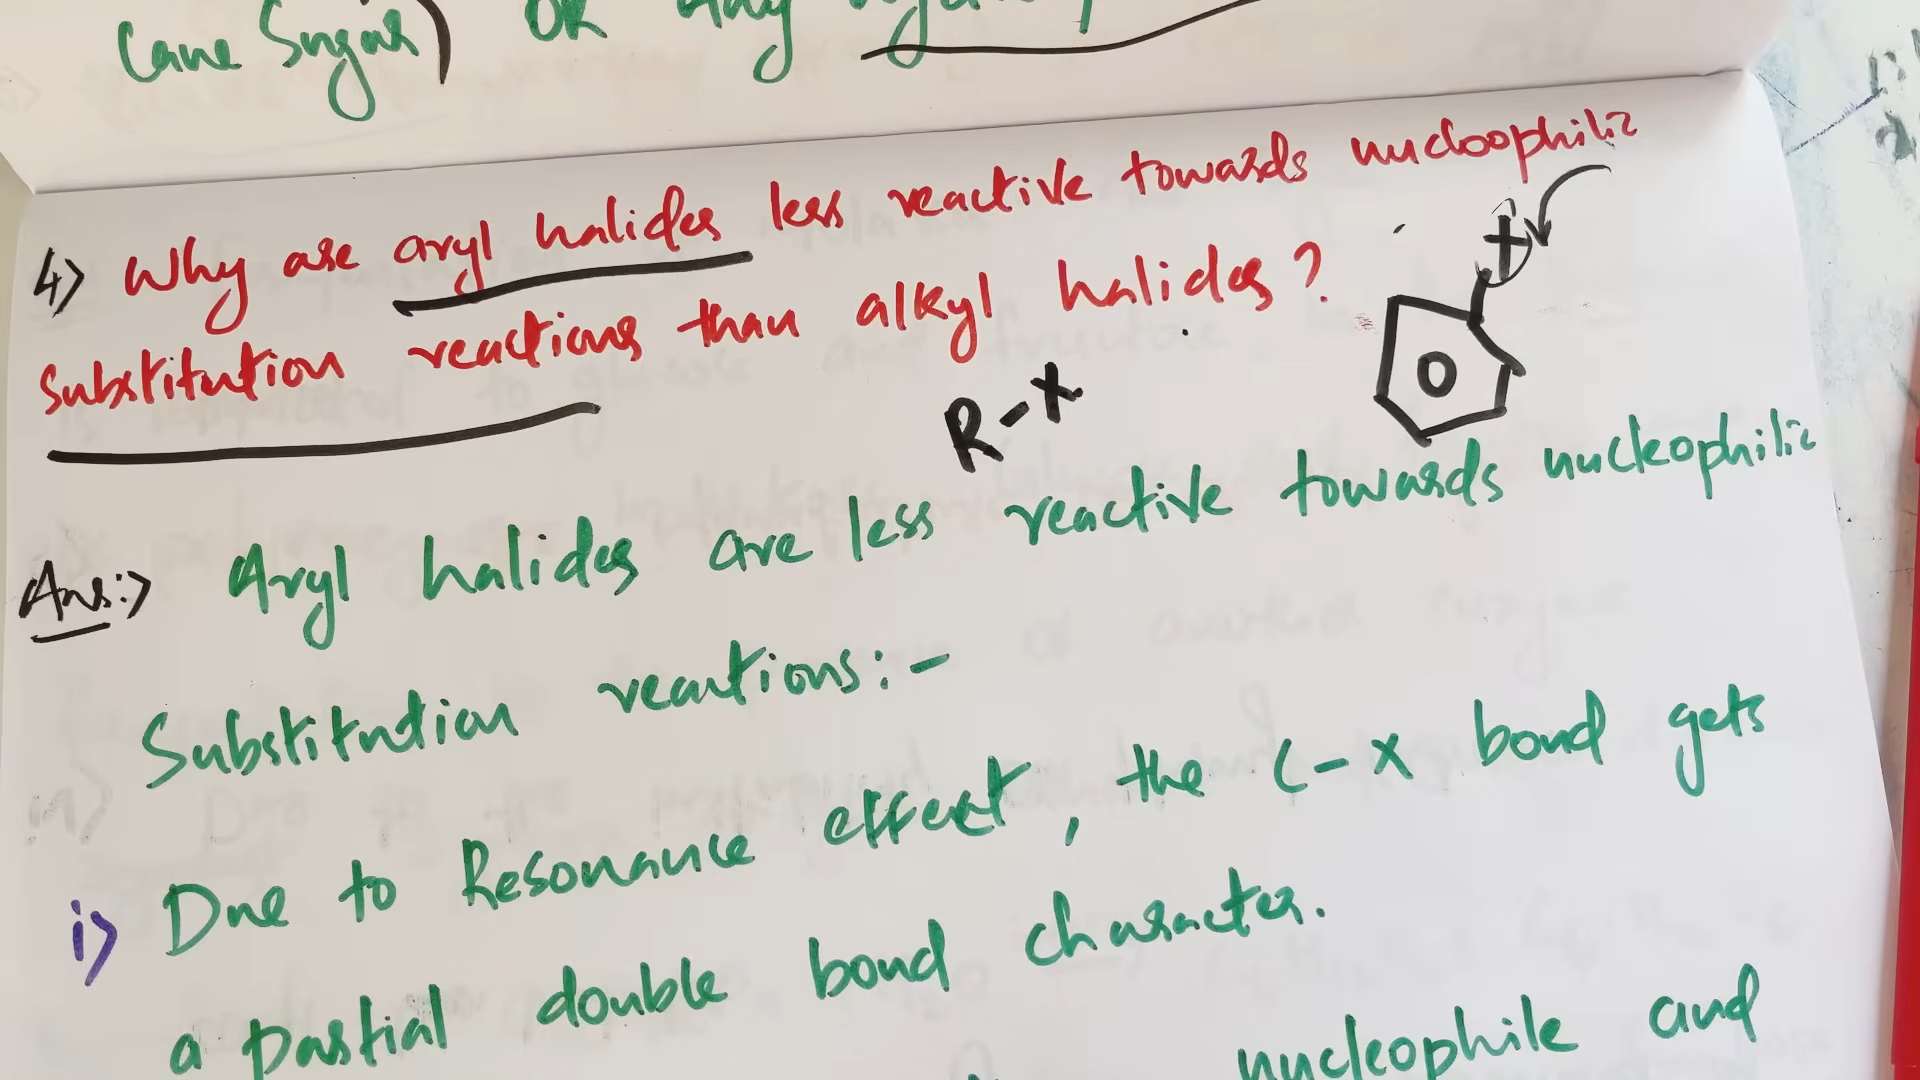 Cane Sugar) OR Any
4) Why are aryl halides less reactive towards nucleophilic
substitution reactions than alkyl halides?
R-X
X
Ans:) Aryl halides are less reactive towards nucleophilic
Substitution reactions:-
i) Due to Resonance effect, the C-X bond gets
a partial double bond character.
nucleophile and